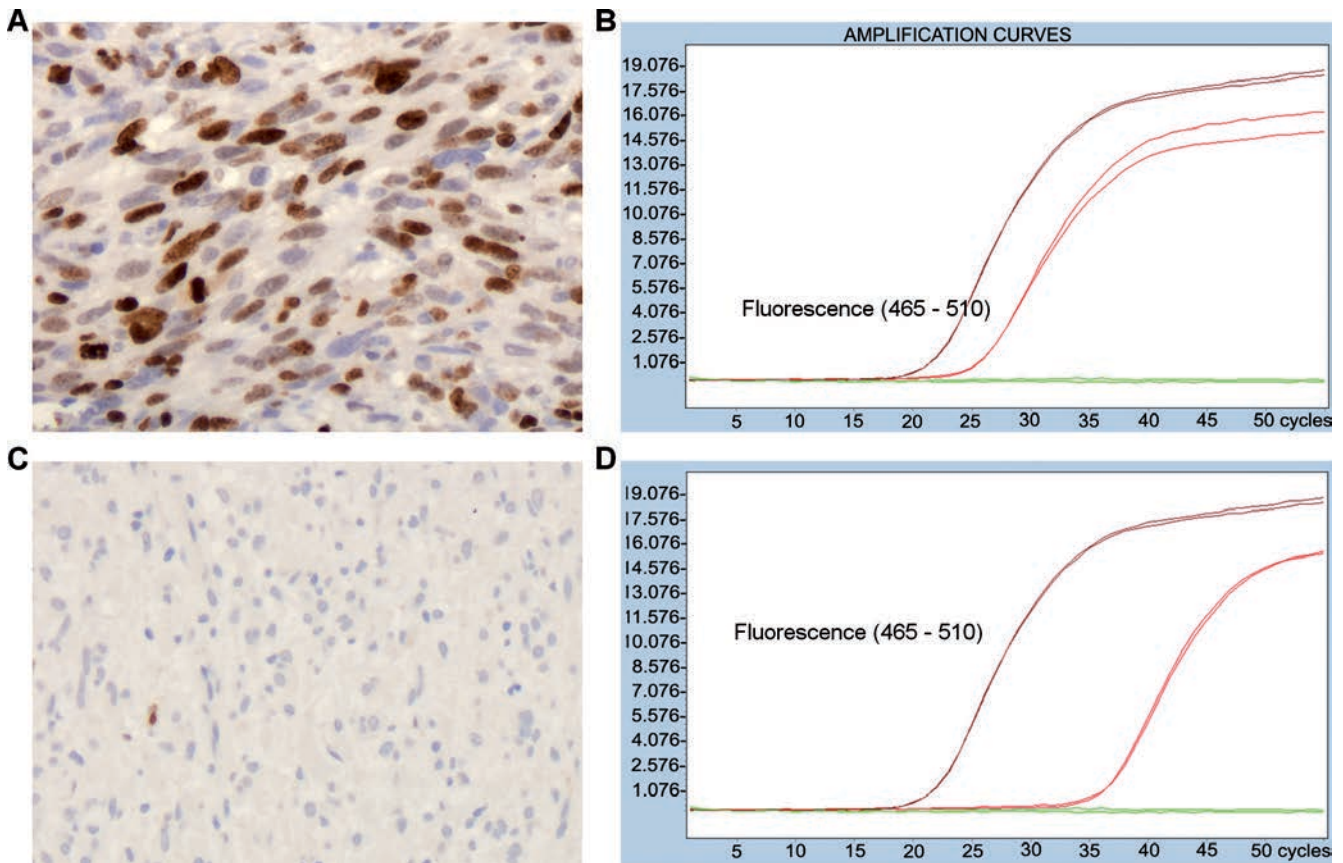 A
B
AMPLIFICATION CURVES
19.076-
17.576-
16.076-
14.576-
13.076-
11.576-
10.076-
8.576-
7.076-
5.576-
4.076-
2.576-
1.076-
Fluorescence (465 - 510)
5 10 15 20 25 30 35 40 45 50 cycles
C
D
19.076-
17.576-
16.076-
14.576-
13.076-
11.576-
10.076-
8.576-
7.076-
5.576-
4.076-
2.576-
1.076-
Fluorescence (465 - 510)
5 10 15 20 25 30 35 40 45 50 cycles